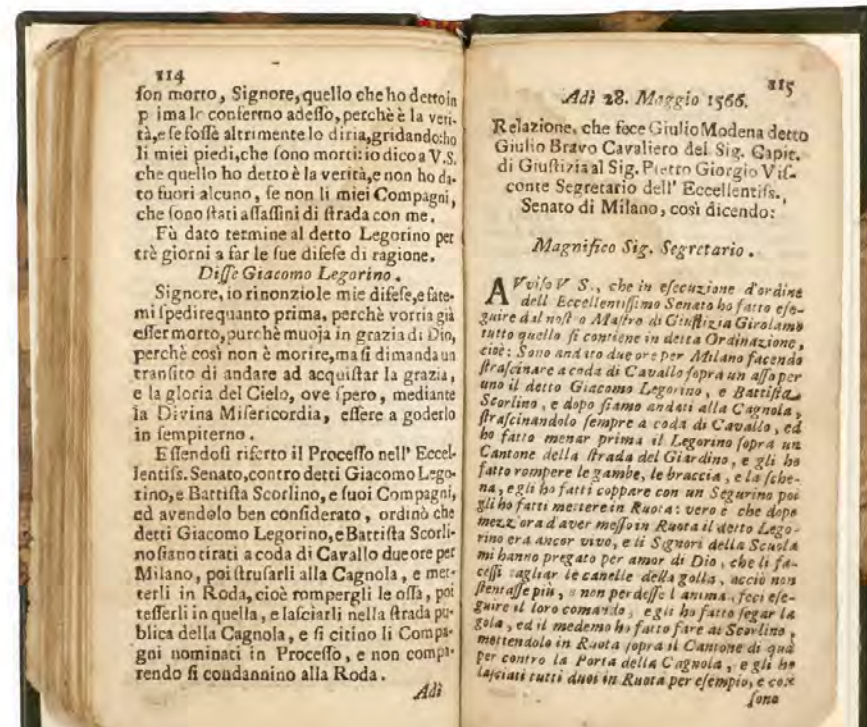 114
son morto, Signore, quello che ho detto in
p ima le confermo adesso, perchè è la veri-
tà, e se fosse altrimente lo diria, gridando: ho
li miei piedi, che sono morti: io dico a V.S.
che quello ho detto è la verità, e non ho da-
to fuori alcuno, se non li miei Compagni,
che sono stati assassini di strada con me.
Fù dato termine al detto Legorino per
trè giorni a far le sue difese di ragione.
Disse Giacomo Legorino.
Signore, io rinonzio le mie difese, e fate-
mi spedire quanto prima, perchè vorria già
esser morto, purchè muoja in grazia di Dio,
perchè così non è morire, ma si dimanda un
transito di andare ad acquistar la grazia,
e la gloria del Cielo, ove spero, mediante
la Divina Misericordia, essere a goderlo
in sempiterno.
Essendosi riferto il Processo nell' Eccel-
lentiss. Senato, contro detti Giacomo Lego-
rino, e Battista Scorlino, e suoi Compagni,
ed avendolo ben considerato, ordinò che
detti Giacomo Legorino, e Battista Scorli-
no siano tirati a coda di Cavallo due ore per
Milano, poi strusarli alla Cagnola, e met-
terli in Roda, cioè rompergli le ossa, poi
tesserli in quella, e lasciarli nella strada pu-
blica della Cagnola, e si citino li Compa-
gni nominati in Processo, e non compa-
rendo si condannino alla Roda.
Adì
115
Adì 28. Maggio 1566.
Relazione, che fece Giulio Modena detto
Giulio Bravo Cavaliero del Sig. Capit.
di Giustizia al Sig. Pietro Giorgio Vis-
conte Segretario dell' Eccellentiss.
Senato di Milano, così dicendo:
Magnifico Sig. Segretario.
AVviso V S., che in esecuzione d'ordine
dell Eccellentissimo Senato ho fatto ese-
guire dal nost o Mastro di Giustizia Girolamo
tutto quello si contiene in detta Ordinazione,
cioè: Sono andato due ore per Milano facendo
strascinare a coda di Cavallo sopra un asso per
uno il detto Giacomo Legorino, e Battista
Scorlino, e dopo siamo andati alla Cagnola,
strascinandolo sempre a coda di Cavallo, ed
ho fatto menar prima il Legorino sopra un
Cantone della strada del Giardino, e gli ho
fatto rompere le gambe, le braccia, e la sche-
na, e gli ho fatti coppare con un Segurino poi
gli ho fatti mettere in Ruota: vero è che dopo
mezz ora d aver messo in Ruota il detto Lego-
rino era ancor vivo, e li Signori della Scuola
mi hanno pregato per amor di Dio, che li fa-
cessi tagliar le canelle della golla, acciò non
stentasse più, e non perdesse l anima, feci ese-
guire il loro comando, e gli ho fatto segar la
gola, ed il medemo ho fatto fare ai Scorlino,
mettendolo in Ruota sopra il Cantone di quà
per contro la Porta della Cagnola, e gli ho
lasciati tutti duoi in Ruota per esempio, e così
sono